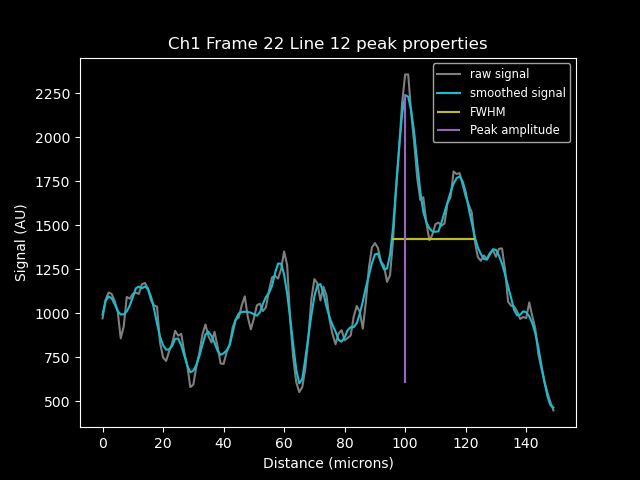 Ch1 Frame 22 Line 12 peak properties
raw signal
smoothed signal
FWHM
Peak amplitude
Signal (AU)
2250
2000
1750
1500
1250
1000
750
500
0 20 40 60 80 100 120 140
Distance (microns)